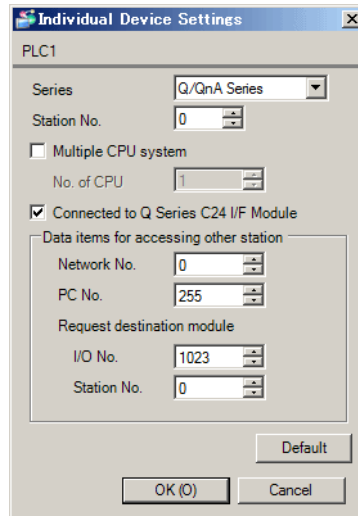 Individual Device Settings
PLC1
Series Q/QnA Series
Station No. 0
Multiple CPU system
No. of CPU 1
Connected to Q Series C24 I/F Module
Data items for accessing other station
Network No. 0
PC No. 255
Request destination module
I/O No. 1023
Station No. 0
Default
OK (O) Cancel